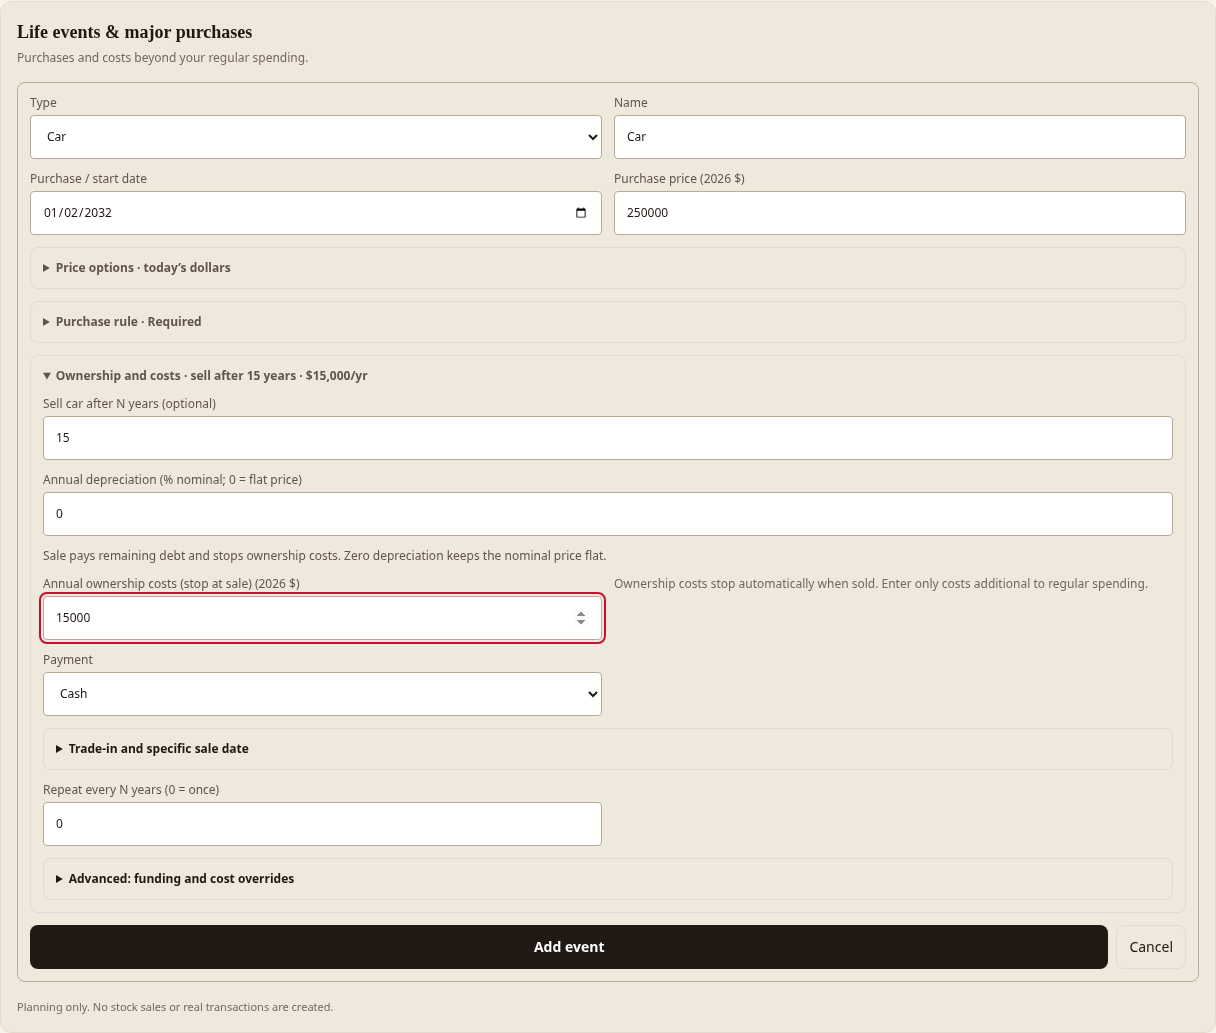 Life events & major purchases
Purchases and costs beyond your regular spending.
Type
Name
Car
Car
Purchase / start date
Purchase price (2026 $)
01/02/2032
250000
Price options · today’s dollars
Purchase rule · Required
Ownership and costs · sell after 15 years · $15,000/yr
Sell car after N years (optional)
15
Annual depreciation (% nominal; 0 = flat price)
0
Sale pays remaining debt and stops ownership costs. Zero depreciation keeps the nominal price flat.
Annual ownership costs (stop at sale) (2026 $)
Ownership costs stop automatically when sold. Enter only costs additional to regular spending.
15000
Payment
Cash
Trade-in and specific sale date
Repeat every N years (0 = once)
0
Advanced: funding and cost overrides
Add event
Cancel
Planning only. No stock sales or real transactions are created.